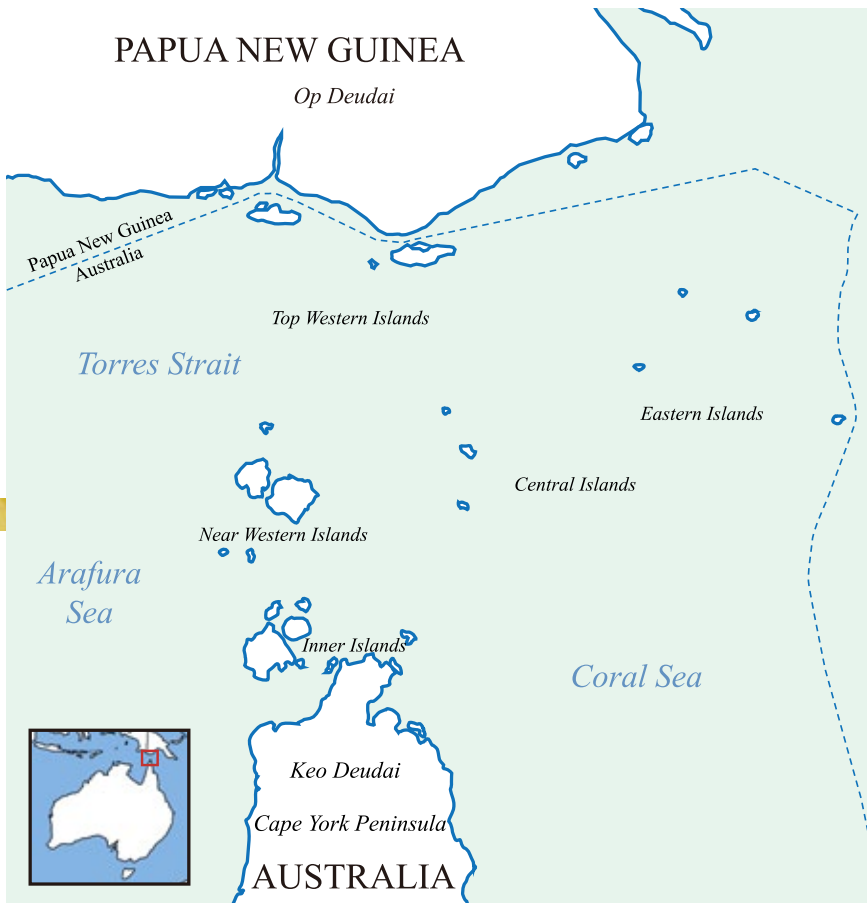 PAPUA NEW GUINEA
Op Deudai
Papua New Guinea
Australia
Top Western Islands
Torres Strait
Eastern Islands
Central Islands
Near Western Islands
Arafura
Sea
Inner Islands
Coral Sea
Keo Deudai
Cape York Peninsula
AUSTRALIA